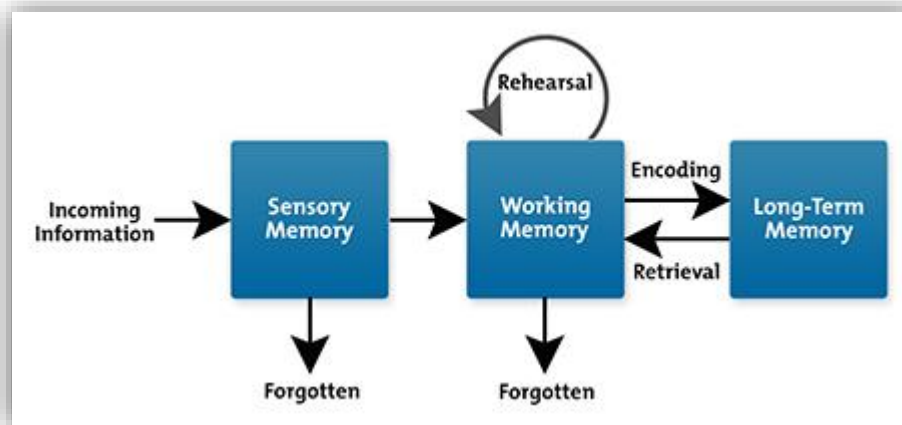 Rehearsal
Incoming
Information
Sensory
Memory
Working
Memory
Encoding
Retrieval
Long-Term
Memory
Forgotten
Forgotten